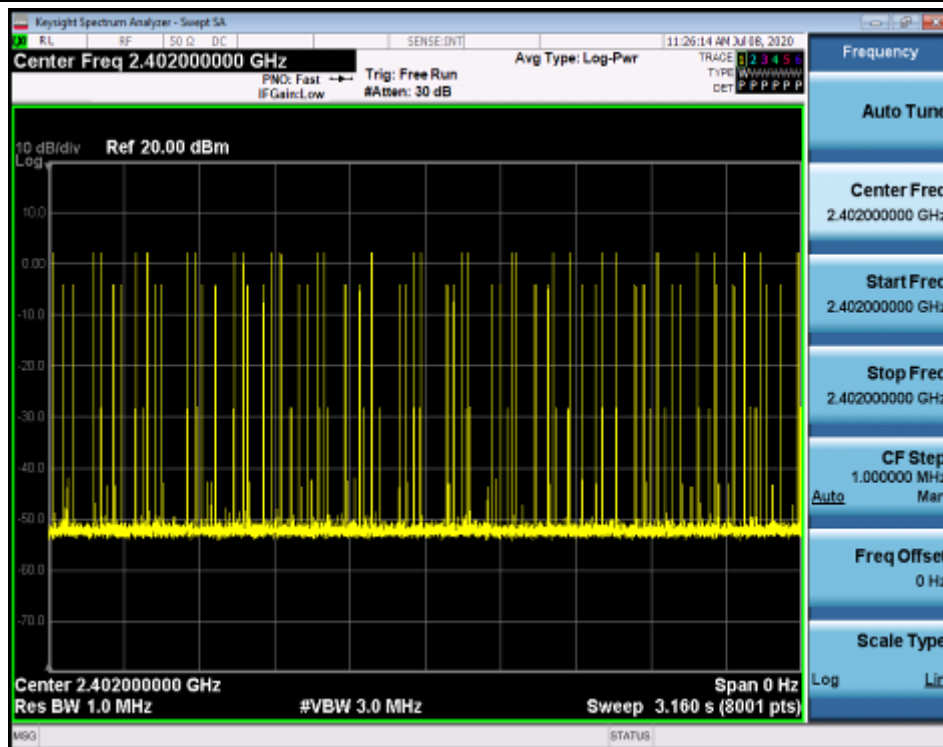 Keysight Spectrum Analyzer - Swept SA
RL RF 50 Ω DC SENSE:INT 11:26:14 AM Jul 08, 2020
Center Freq 2.402000000 GHz
Avg Type: Log-Pwr
TRACE 1 2 3 4 5 6
PNO: Fast
Trig: Free Run
TYPE
IFGain:Low
#Atten: 30 dB
DET P P P P P P
10 dB/div
Log
Ref 20.00 dBm
10.0
0.00
-10.0
-20.0
-30.0
-40.0
-50.0
-60.0
-70.0
Center 2.402000000 GHz
Span 0 Hz
Res BW 1.0 MHz
#VBW 3.0 MHz
Sweep 3.160 s (8001 pts)
MSG
STATUS
Frequency
Auto Tune
Center Freq
2.402000000 GHz
Start Freq
2.402000000 GHz
Stop Freq
2.402000000 GHz
CF Step
1.000000 MHz
Auto Man
Freq Offset
0 Hz
Scale Type
Log Lin